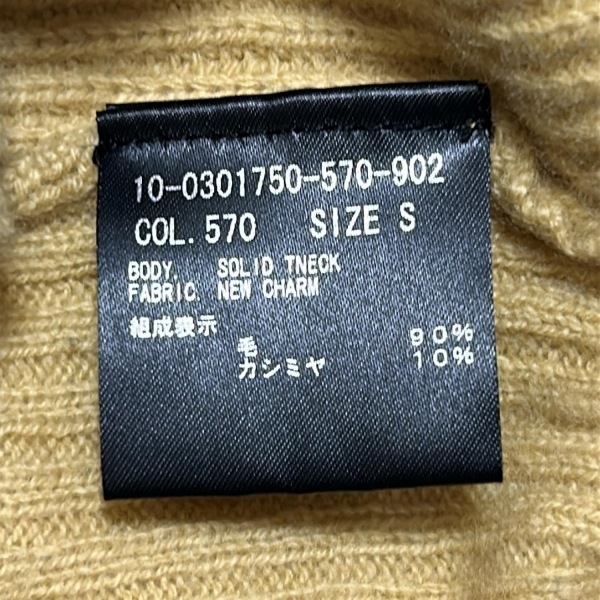 10-0301750-570-902
COL. 570 SIZE S
BODY. SOLID TNECK
FABRIC. NEW CHARM
組成表示
毛 90%
カシミヤ 10%